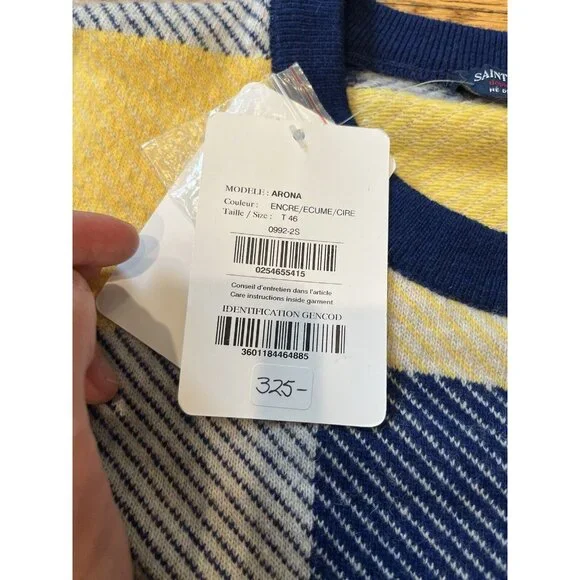 SAINT
MODELE : ARONA
Couleur : ENCRE/ECUME/CIRE
Taille / Size : T 46
0992-2S
0254655415
Conseil d'entretien dans l'article
Care instructions inside garment
IDENTIFICATION GENCOD
3601184464885
325-